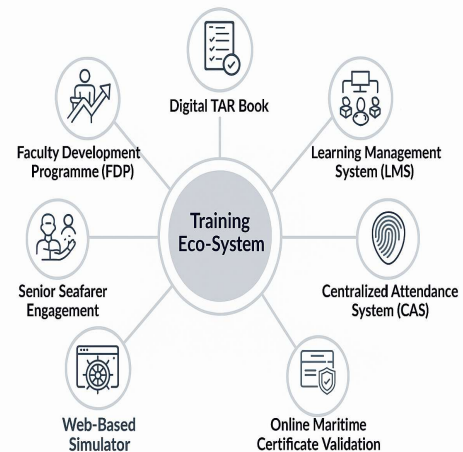 Digital TAR Book
Faculty Development
Programme (FDP)
Learning Management
System (LMS)
Training
Eco-System
Senior Seafarer
Engagement
Centralized Attendance
System (CAS)
Web-Based
Simulator
Online Maritime
Certificate Validation